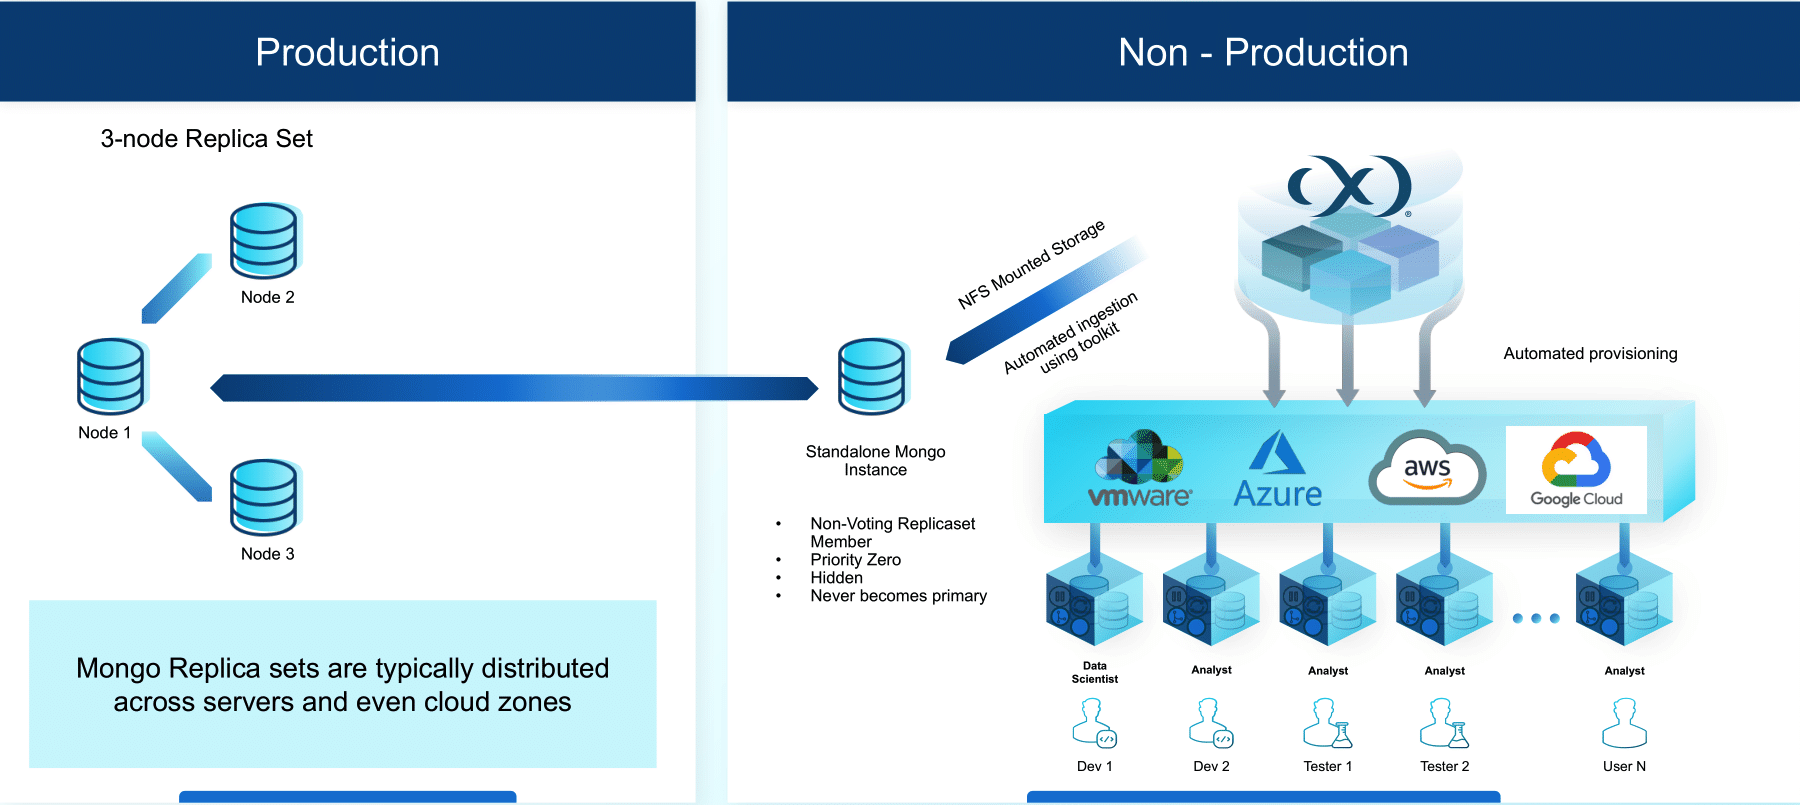 Production
Non - Production
3-node Replica Set
Node 2
Node 1
Node 3
Mongo Replica sets are typically distributed
across servers and even cloud zones
NFS Mounted Storage
Automated ingestion
using toolkit
Standalone Mongo
Instance
• Non-Voting Replicaset
Member
• Priority Zero
• Hidden
• Never becomes primary
®
Automated provisioning
vmware®
Azure
aws
Google Cloud
Data
Scientist
Analyst
Analyst
Analyst
Analyst
Dev 1
Dev 2
Tester 1
Tester 2
User N